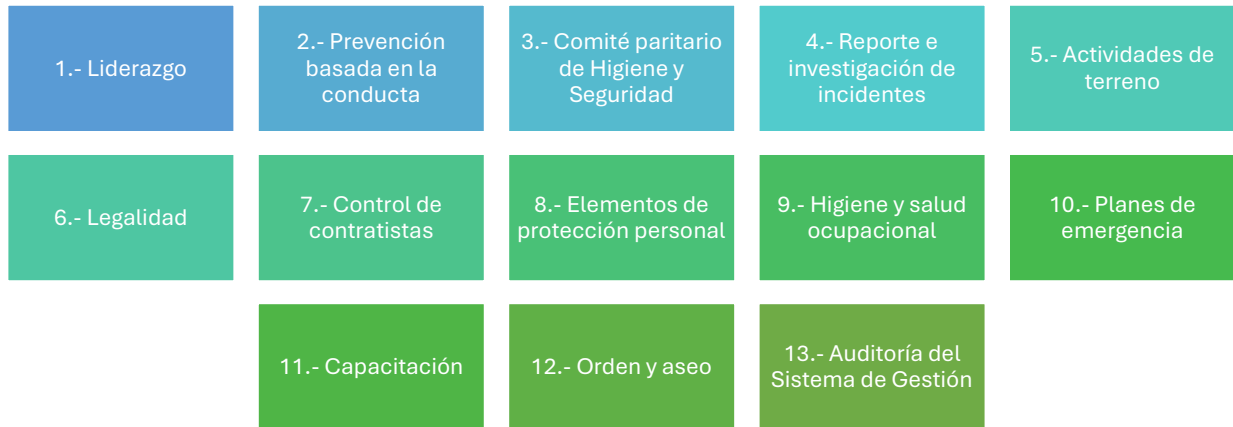 1.- Liderazgo
2.- Prevención
basada en la
conducta
3.- Comité paritario
de Higiene y
Seguridad
4.- Reporte e
investigación de
incidentes
5.- Actividades de
terreno
6.- Legalidad
7.- Control de
contratistas
8.- Elementos de
protección personal
9.- Higiene y salud
ocupacional
10.- Planes de
emergencia
11.- Capacitación
12.- Orden y aseo
13.- Auditoría del
Sistema de Gestión